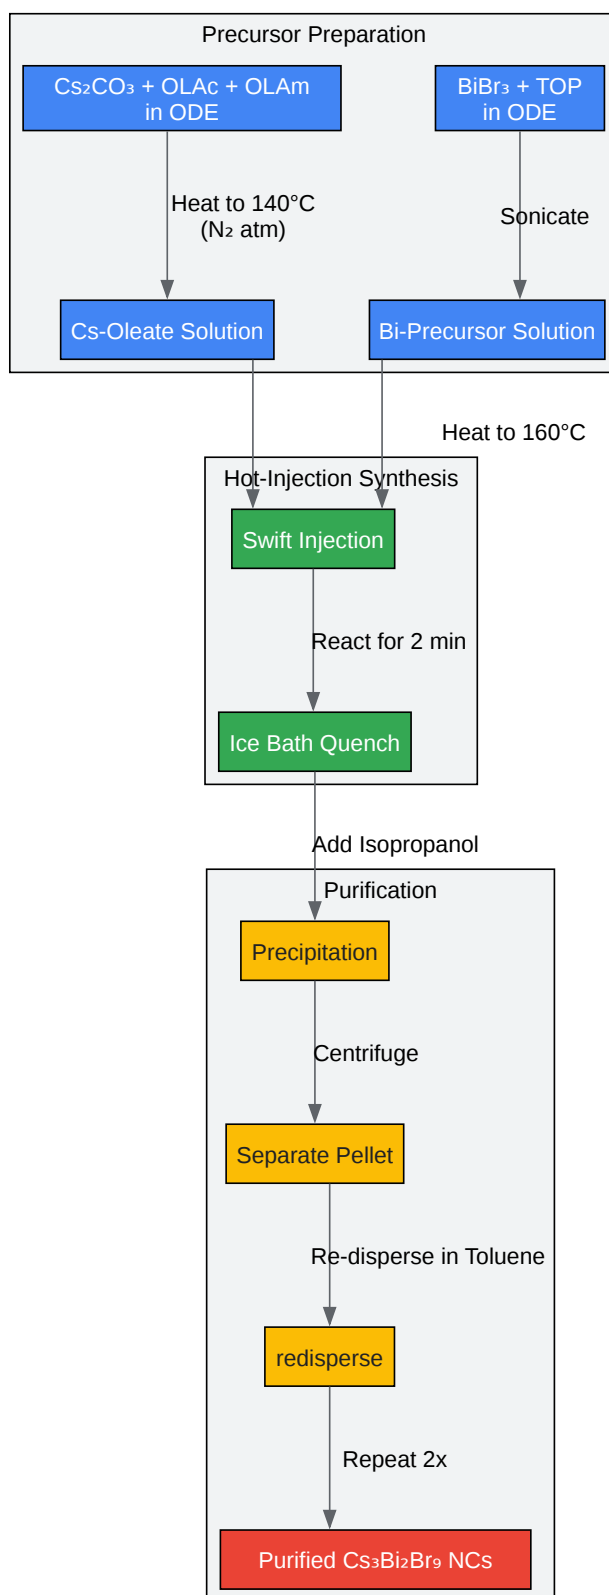 Precursor Preparation
Cs₂CO₃ + OLAc + OLAm
in ODE
BiBr₃ + TOP
in ODE
Heat to 140°C
(N₂ atm)
Sonicate
Cs-Oleate Solution
Bi-Precursor Solution
Heat to 160°C
Hot-Injection Synthesis
Swift Injection
React for 2 min
Ice Bath Quench
Add Isopropanol
Purification
Precipitation
Centrifuge
Separate Pellet
Re-disperse in Toluene
redisperse
Repeat 2x
Purified Cs₃Bi₂Br₉ NCs